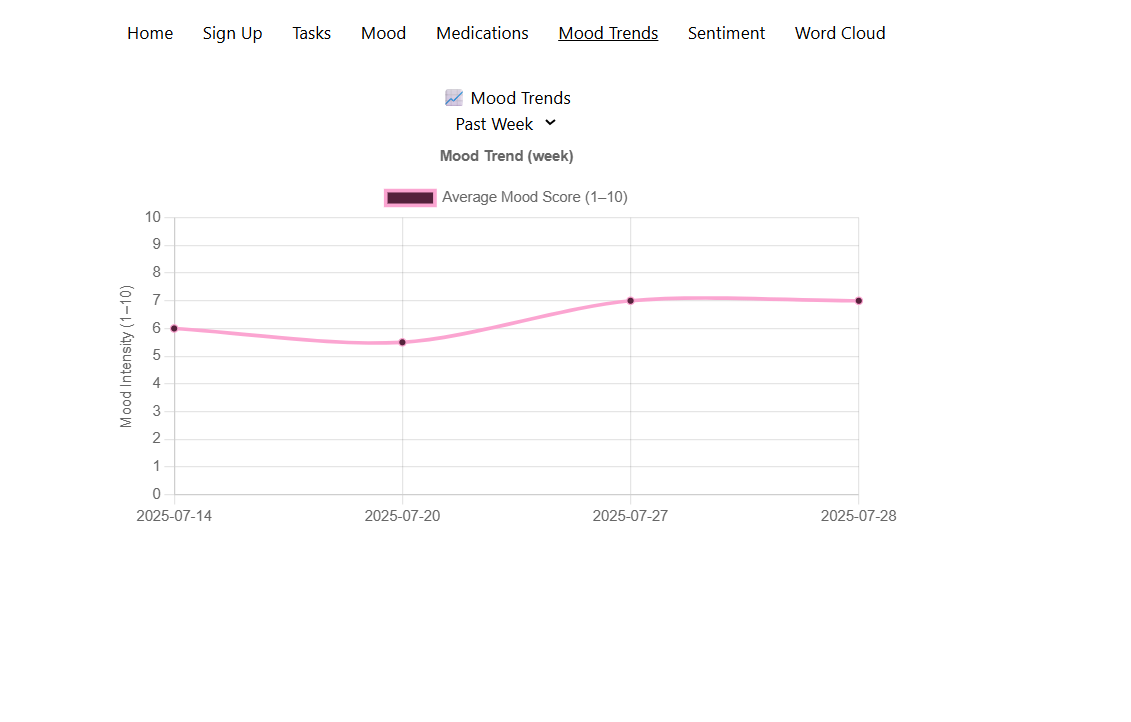 Home Sign Up Tasks Mood Medications Mood Trends Sentiment Word Cloud
Mood Trends
Past Week
Mood Trend (week)
Average Mood Score (1–10)
10
9
8
7
6
5
4
3
2
1
0
Mood Intensity (1–10)
2025-07-14 2025-07-20 2025-07-27 2025-07-28